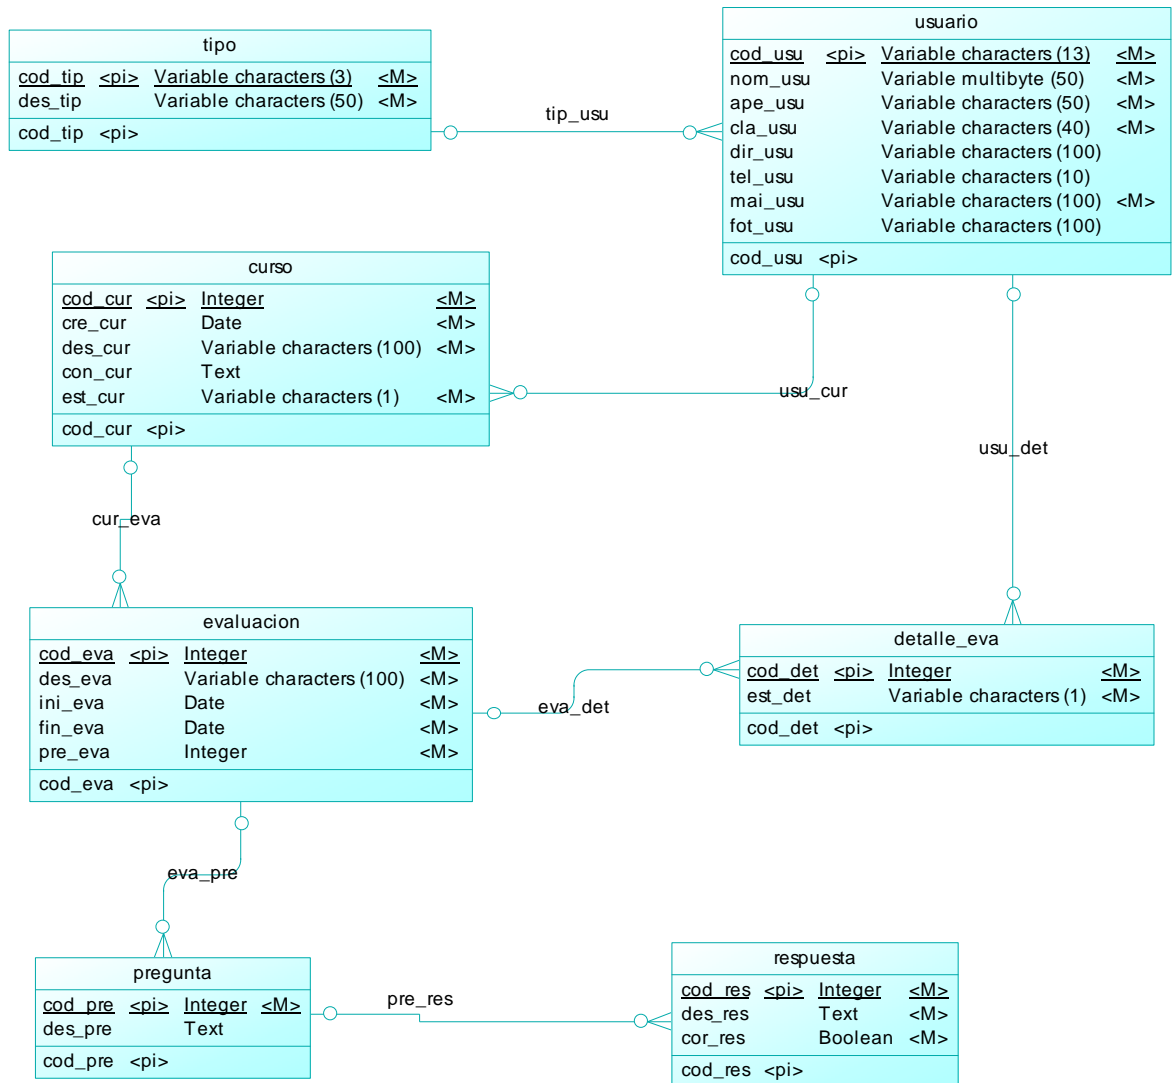 tipo
cod_tip <pi> Variable characters (3) <M>
des_tip Variable characters (50) <M>
cod_tip <pi>
tip_usu
usuario
cod_usu <pi> Variable characters (13) <M>
nom_usu Variable multibyte (50) <M>
ape_usu Variable characters (50) <M>
cla_usu Variable characters (40) <M>
dir_usu Variable characters (100)
tel_usu Variable characters (10)
mai_usu Variable characters (100) <M>
fot_usu Variable characters (100)
cod_usu <pi>
curso
cod_cur <pi> Integer <M>
cre_cur Date <M>
des_cur Variable characters (100) <M>
con_cur Text
est_cur Variable characters (1) <M>
cod_cur <pi>
usu_cur
usu_det
cur_eva
evaluacion
cod_eva <pi> Integer <M>
des_eva Variable characters (100) <M>
ini_eva Date <M>
fin_eva Date <M>
pre_eva Integer <M>
cod_eva <pi>
eva_det
detalle_eva
cod_det <pi> Integer <M>
est_det Variable characters (1) <M>
cod_det <pi>
eva_pre
pregunta
cod_pre <pi> Integer <M>
des_pre Text
cod_pre <pi>
pre_res
respuesta
cod_res <pi> Integer <M>
des_res Text <M>
cor_res Boolean <M>
cod_res <pi>